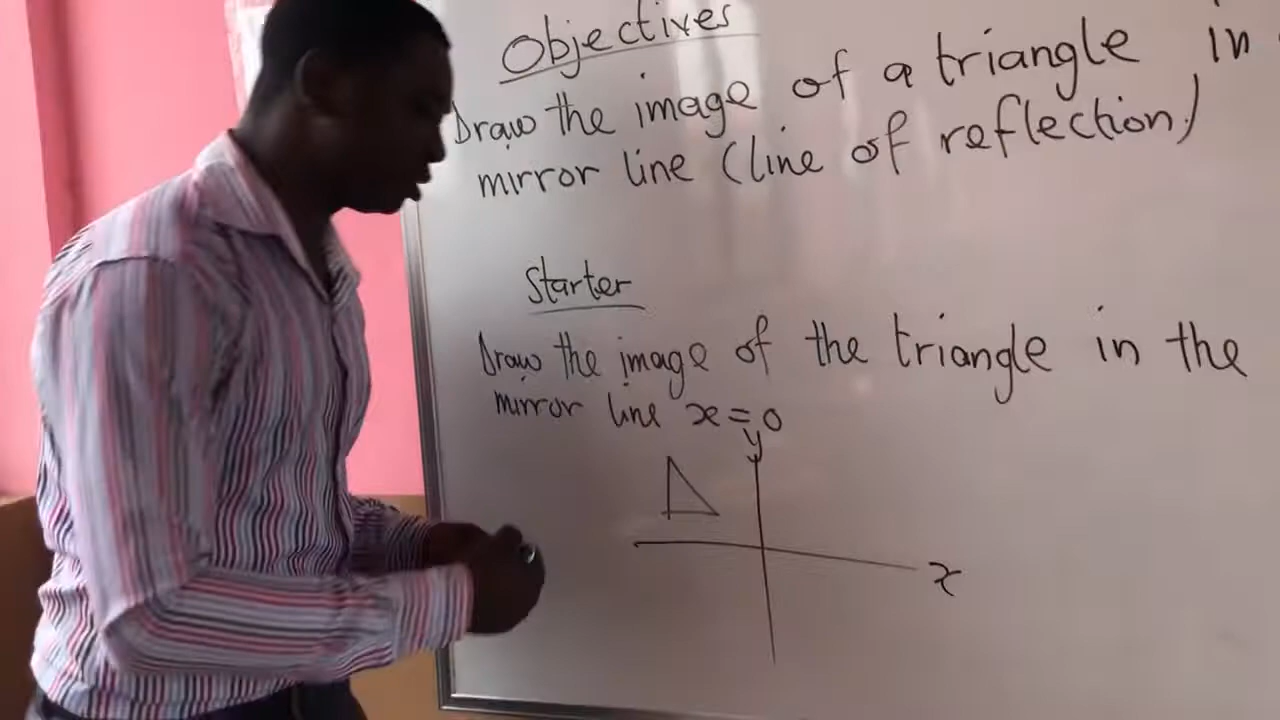 Objectives
Draw the image of a triangle in
mirror line (line of reflection)
Starter
Draw the image of the triangle in the
mirror line x = 0
y
x